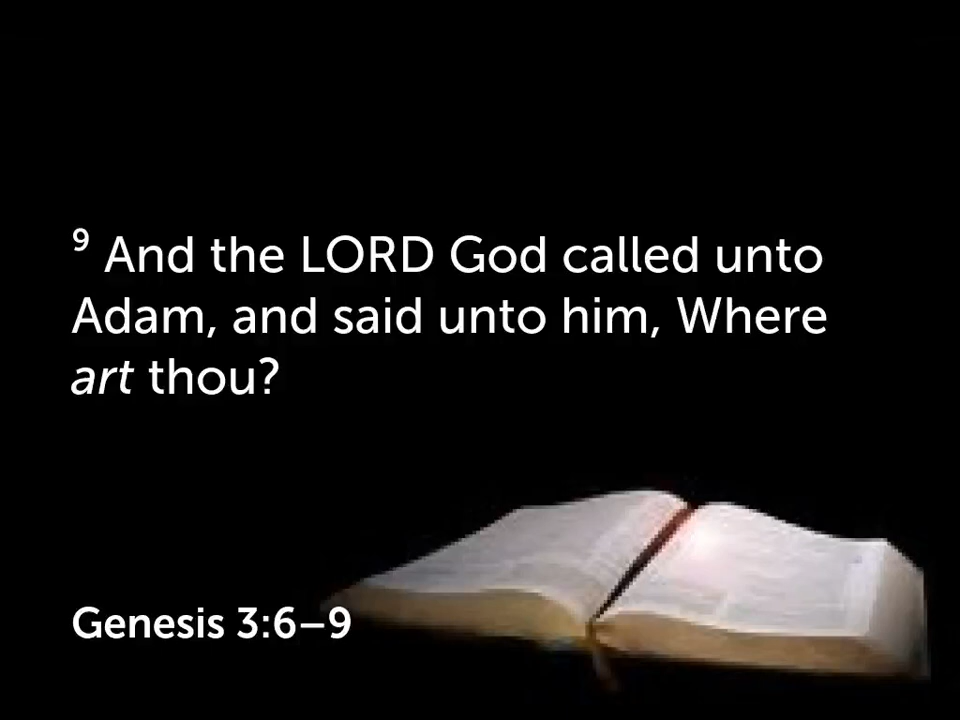 9 And the LORD God called unto
Adam, and said unto him, Where
art thou?
Genesis 3:6–9